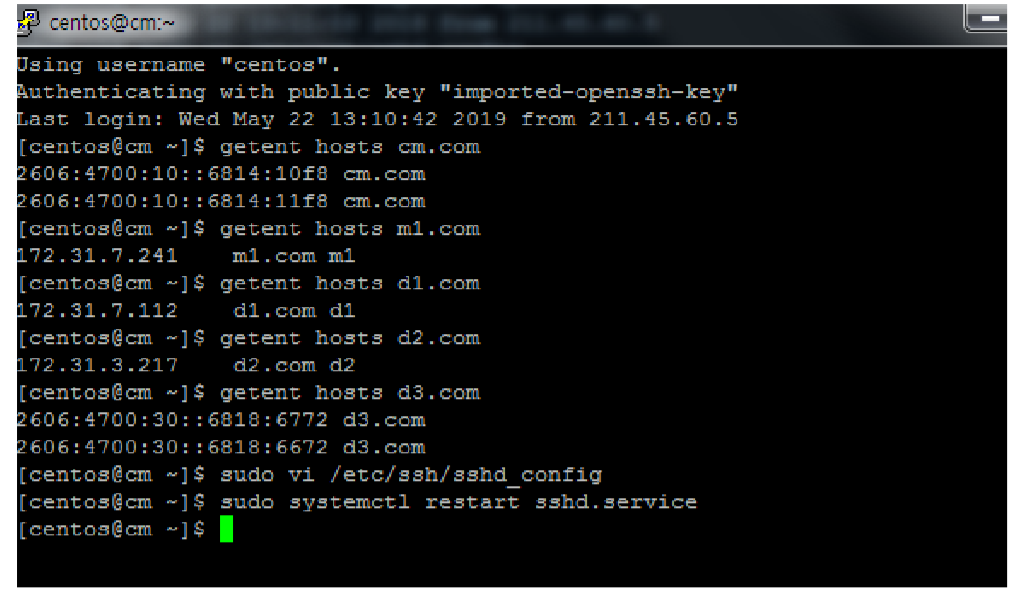 centos@cm:~
Using username "centos".
Authenticating with public key "imported-openssh-key"
Last login: Wed May 22 13:10:42 2019 from 211.45.60.5
[centos@cm ~]$ getent hosts cm.com
2606:4700:10::6814:10f8 cm.com
2606:4700:10::6814:11f8 cm.com
[centos@cm ~]$ getent hosts m1.com
172.31.7.241    m1.com m1
[centos@cm ~]$ getent hosts d1.com
172.31.7.112    d1.com d1
[centos@cm ~]$ getent hosts d2.com
172.31.3.217    d2.com d2
[centos@cm ~]$ getent hosts d3.com
2606:4700:30::6818:6772 d3.com
2606:4700:30::6818:6672 d3.com
[centos@cm ~]$ sudo vi /etc/ssh/sshd_config
[centos@cm ~]$ sudo systemctl restart sshd.service
[centos@cm ~]$